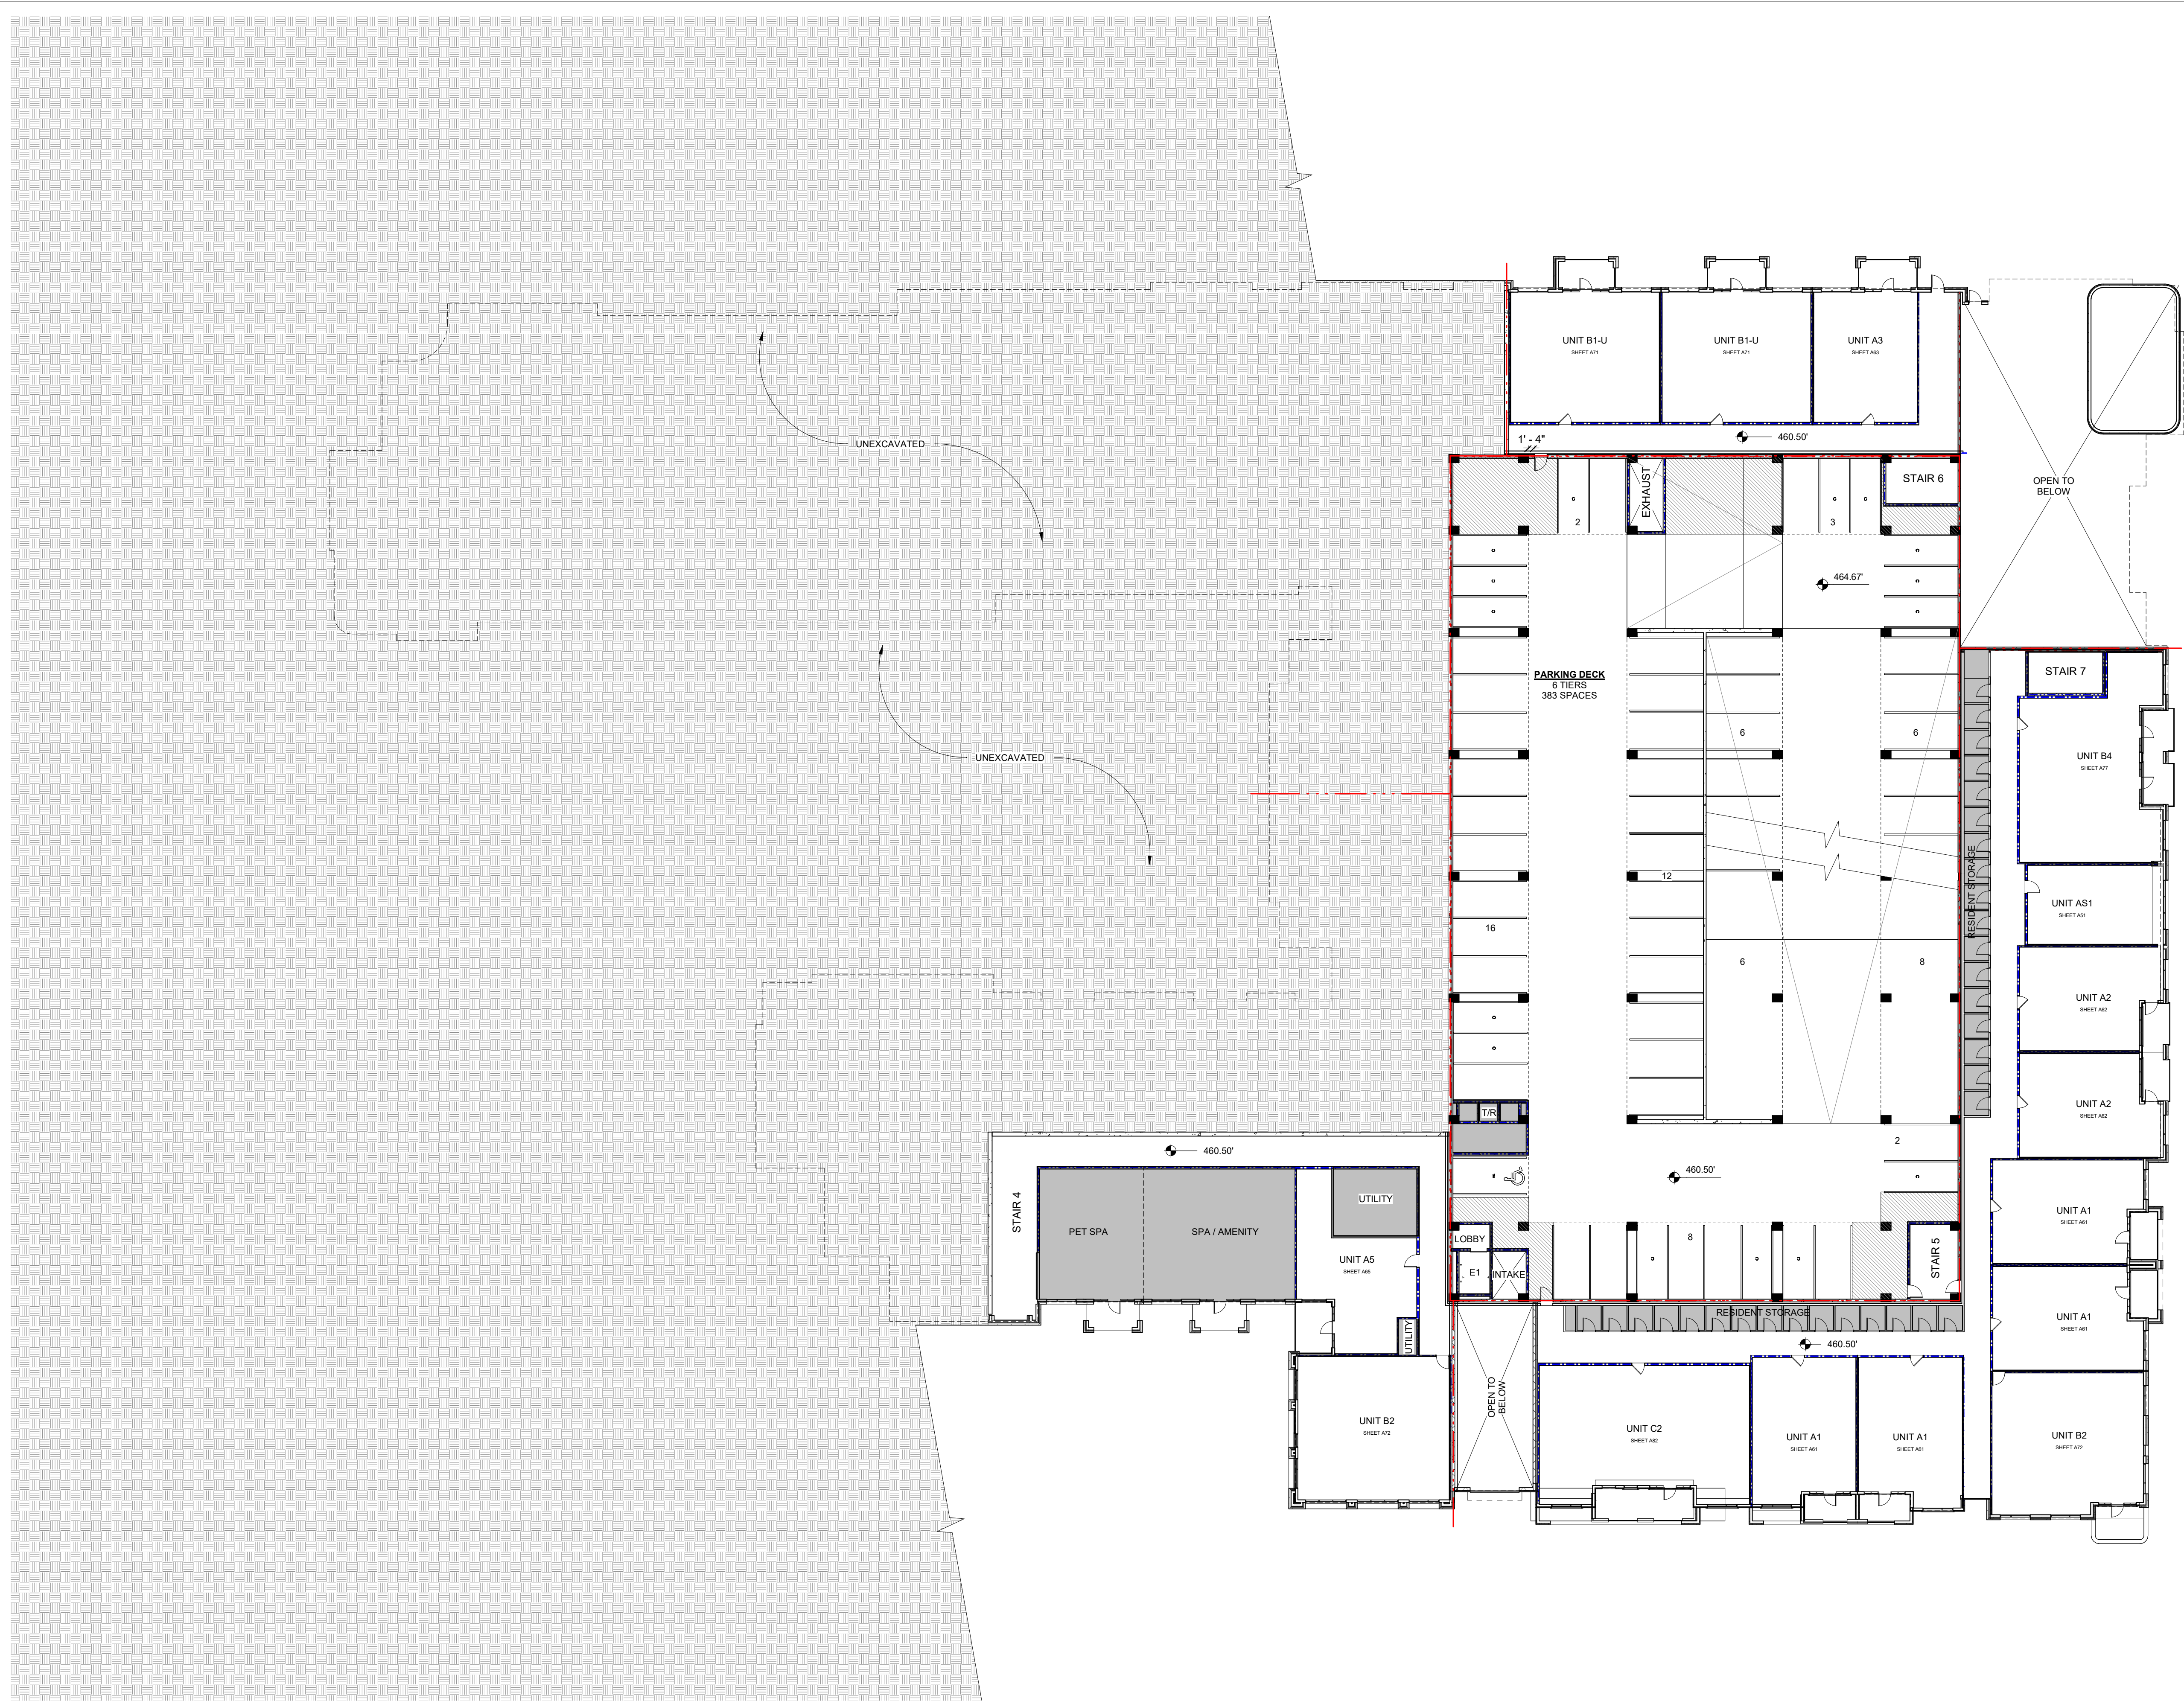 UNIT B1-U
SHEET A71
UNIT B1-U
SHEET A71
UNIT A3
SHEET A63
1' - 4"
460.50'
UNEXCAVATED
EXHAUST
STAIR 6
OPEN TO
BELOW
2
3
464.67'
PARKING DECK
6 TIERS
383 SPACES
STAIR 7
6
6
UNIT B4
SHEET A77
UNEXCAVATED
12
RESIDENT STORAGE
UNIT AS1
SHEET A51
16
6
8
UNIT A2
SHEET A62
UNIT A2
SHEET A62
T/R
2
460.50'
460.50'
STAIR 4
UTILITY
PET SPA
SPA / AMENITY
UNIT A5
SHEET A65
LOBBY
E1
INTAKE
8
STAIR 5
UNIT A1
SHEET A61
RESIDENT STORAGE
UNIT A1
SHEET A61
UTILITY
460.50'
OPEN TO
BELOW
UNIT B2
SHEET A72
UNIT C2
SHEET A82
UNIT A1
SHEET A61
UNIT A1
SHEET A61
UNIT B2
SHEET A72